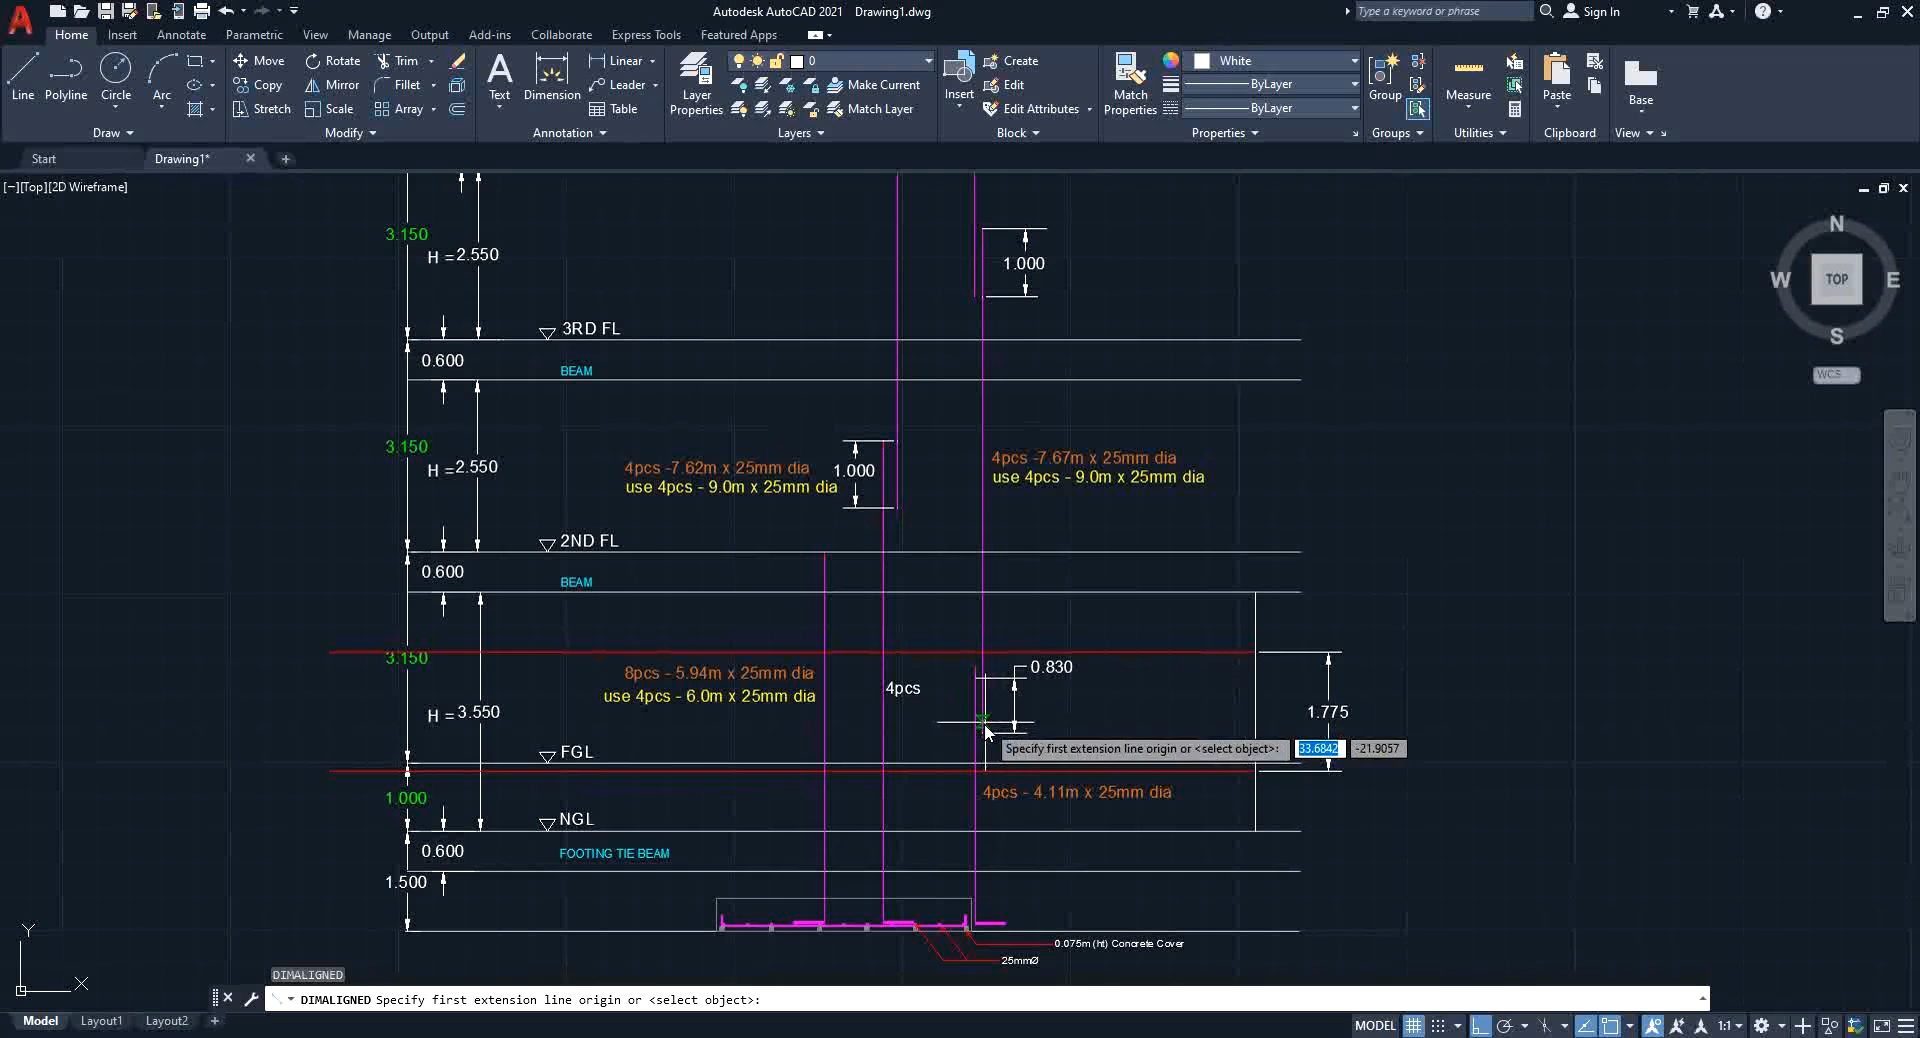 Autodesk AutoCAD 2021 Drawing1.dwg
Type a keyword or phrase
Sign In
Home Insert Annotate Parametric View Manage Output Add-ins Collaborate Express Tools Featured Apps
Line Polyline Circle Arc
Move Rotate Trim
Copy Mirror Fillet
Stretch Scale Array
Text Dimension
Linear
Leader
Table
Layer Properties
0
Make Current
Match Layer
Insert
Create
Edit
Edit Attributes
Match Properties
White
ByLayer
ByLayer
Group
Measure
Paste
Base
Draw Modify Annotation Layers Block Properties Groups Utilities Clipboard View
Start Drawing1*
[−][Top][2D Wireframe]
N
W TOP E
S
WCS
3.150
H =2.550
1.000
3RD FL
0.600
BEAM
3.150
H =2.550
4pcs -7.62m x 25mm dia
use 4pcs - 9.0m x 25mm dia
1.000
4pcs -7.67m x 25mm dia
use 4pcs - 9.0m x 25mm dia
2ND FL
0.600
BEAM
3.150
8pcs - 5.94m x 25mm dia
use 4pcs - 6.0m x 25mm dia
4pcs
0.830
H =3.550
1.775
FGL
Specify first extension line origin or <select object>: 33.6842 -21.9057
1.000
4pcs - 4.11m x 25mm dia
NGL
0.600
FOOTING TIE BEAM
1.500
0.075m (ht) Concrete Cover
25mmØ
Y
X
DIMALIGNED
DIMALIGNED Specify first extension line origin or <select object>:
Model Layout1 Layout2
MODEL 1:1